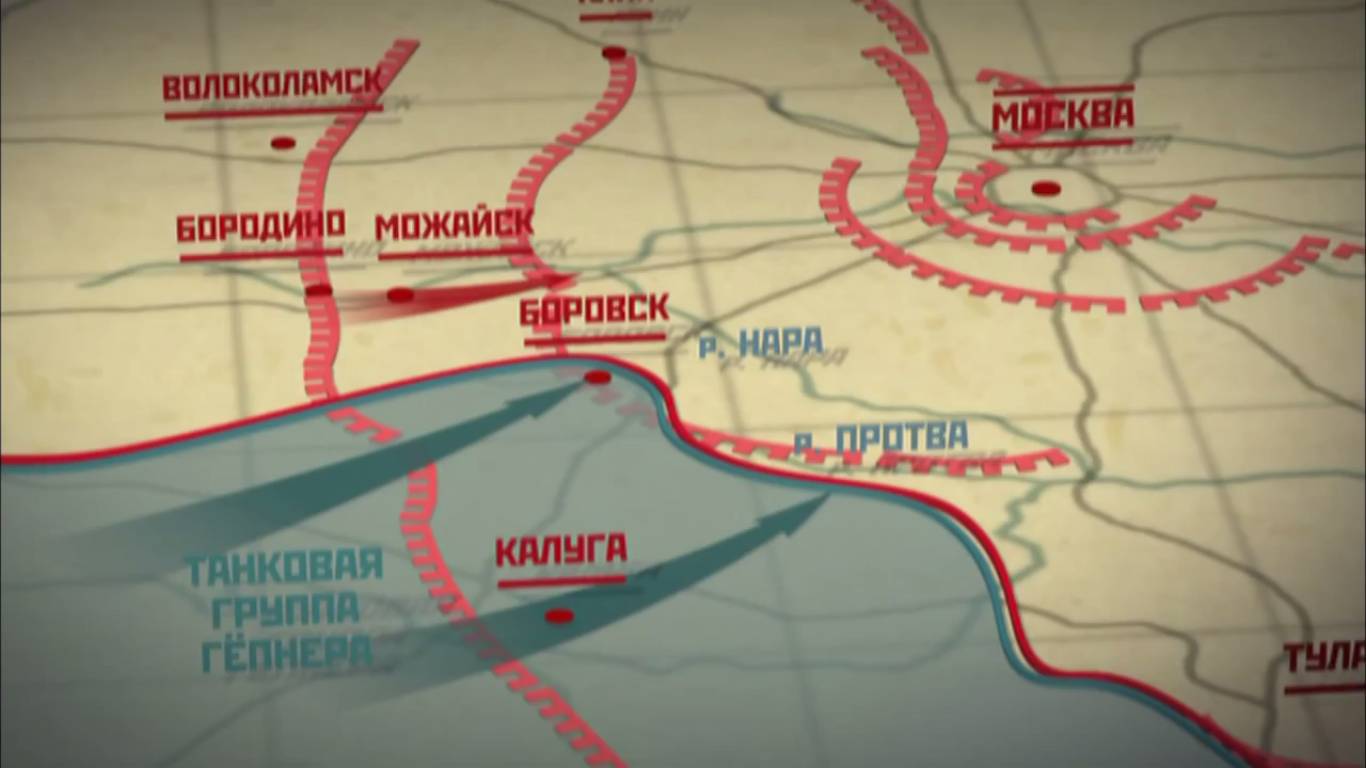 ВОЛОКОЛАМСК
МОСКВА
БОРОДИНО
МОЖАЙСК
БОРОВСК
р. НАРА
р. ПРОТВА
КАЛУГА
ТАНКОВАЯ
ГРУППА
ГЁПНЕРА
ТУЛА